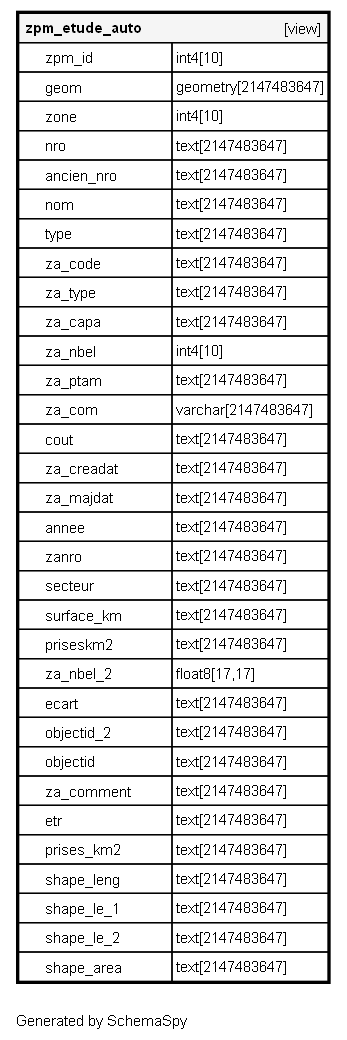 zpm_etude_auto [view]
zpm_id int4[10]
geom geometry[2147483647]
zone int4[10]
nro text[2147483647]
ancien_nro text[2147483647]
nom text[2147483647]
type text[2147483647]
za_code text[2147483647]
za_type text[2147483647]
za_capa text[2147483647]
za_nbel int4[10]
za_ptam text[2147483647]
za_com varchar[2147483647]
cout text[2147483647]
za_creadat text[2147483647]
za_majdat text[2147483647]
annee text[2147483647]
zanro text[2147483647]
secteur text[2147483647]
surface_km text[2147483647]
priseskm2 text[2147483647]
za_nbel_2 float8[17,17]
ecart text[2147483647]
objectid_2 text[2147483647]
objectid text[2147483647]
za_comment text[2147483647]
etr text[2147483647]
prises_km2 text[2147483647]
shape_leng text[2147483647]
shape_le_1 text[2147483647]
shape_le_2 text[2147483647]
shape_area text[2147483647]
Generated by SchemaSpy